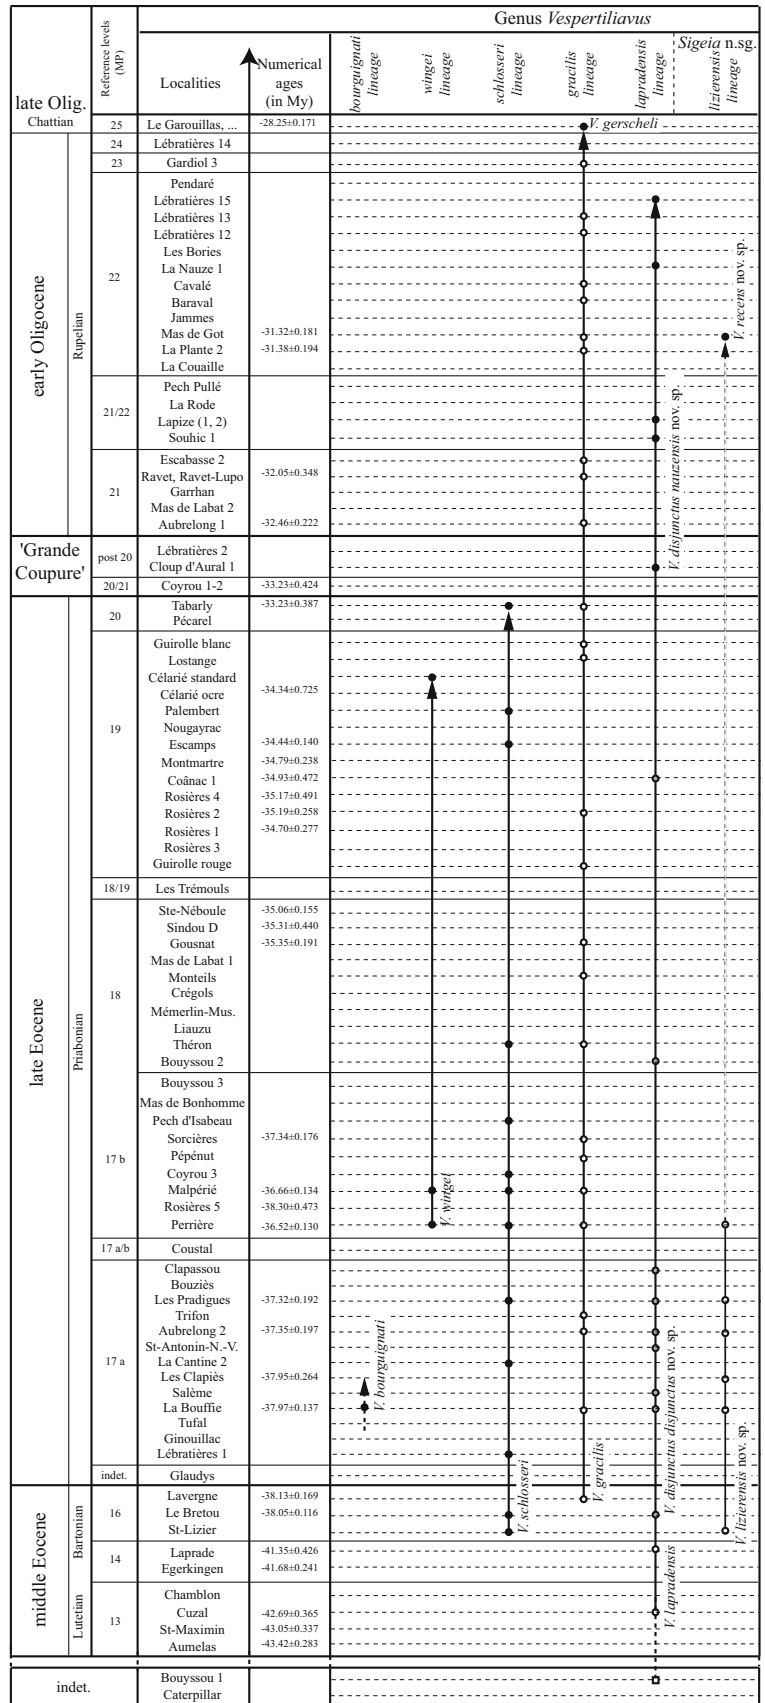 Genus Vespertiliavus
Sigeia n.sg.
late Olig.
Reference levels (MP)
Localities
Numerical ages (in My)
bourguignati lineage
wingei lineage
schlosseri lineage
gracilis lineage
lapradensis lineage
lizierensis lineage
Chattian 25 Le Garouillas, ... -28.25±0.171 V. gerscheli
early Oligocene
Rupelian
24 Lébratières 14
23 Gardiol 3
22
Pendaré
Lébratières 15
Lébratières 13
Lébratières 12
Les Bories
La Nauze 1
Cavalé
Baraval
Jammes
Mas de Got -31.32±0.181
La Plante 2 -31.38±0.194
La Couaille
V. recens nov. sp.
21/22
Pech Pullé
La Rode
Lapize (1, 2)
Souhic 1
21
Escabasse 2
Ravet, Ravet-Lupo -32.05±0.348
Garrhan
Mas de Labat 2
Aubrelong 1 -32.46±0.222
V. disjunctus nauzensis nov. sp.
'Grande Coupure'
post 20
Lébratières 2
Cloup d'Aural 1
20/21 Coyrou 1-2 -33.23±0.424
late Eocene
Priabonian
20
Tabarly -33.23±0.387
Pécarel
19
Guirolle blanc
Lostange
Célarié standard
Célarié ocre -34.34±0.725
Palembert
Nougayrac
Escamps -34.44±0.140
Montmartre -34.79±0.238
Coânac 1 -34.93±0.472
Rosières 4 -35.17±0.491
Rosières 2 -35.19±0.258
Rosières 1 -34.70±0.277
Rosières 3
Guirolle rouge
18/19 Les Trémouls
18
Ste-Néboule -35.06±0.155
Sindou D -35.31±0.440
Gousnat -35.35±0.191
Mas de Labat 1
Monteils
Crégols
Mémerlin-Mus.
Liauzu
Théron
Bouyssou 2
17 b
Bouyssou 3
Mas de Bonhomme
Pech d'Isabeau
Sorcières -37.34±0.176
Pépénut
Coyrou 3
Malpérié -36.66±0.134
Rosières 5 -38.30±0.473
Perrière -36.52±0.130
V. wingei
17 a/b Coustal
17 a
Clapassou
Bouziès
Les Pradigues -37.32±0.192
Trifon
Aubrelong 2 -37.35±0.197
St-Antonin-N.-V.
La Cantine 2
Les Clapiès -37.95±0.264
Salème
La Bouffie -37.97±0.137
Tufal
Ginouillac
Lébratières 1
V. bourguignati
V. disjunctus disjunctus nov. sp.
indet. Glaudys
middle Eocene
Bartonian
16
Lavergne -38.13±0.169
Le Bretou -38.05±0.116
St-Lizier
V. schlosseri
V. gracilis
V. lizierensis nov. sp.
14
Laprade -41.35±0.426
Egerkingen -41.68±0.241
Lutetian
13
Chamblon
Cuzal -42.69±0.365
St-Maximin -43.05±0.337
Aumelas -43.42±0.283
V. lapradensis
indet.
Bouyssou 1
Caterpillar